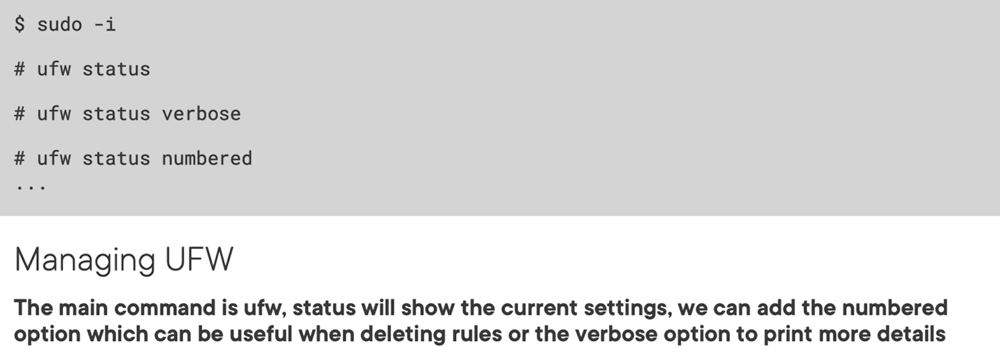 $ sudo -i
# ufw status
# ufw status verbose
# ufw status numbered
...
Managing UFW
The main command is ufw, status will show the current settings, we can add the numbered
option which can be useful when deleting rules or the verbose option to print more details